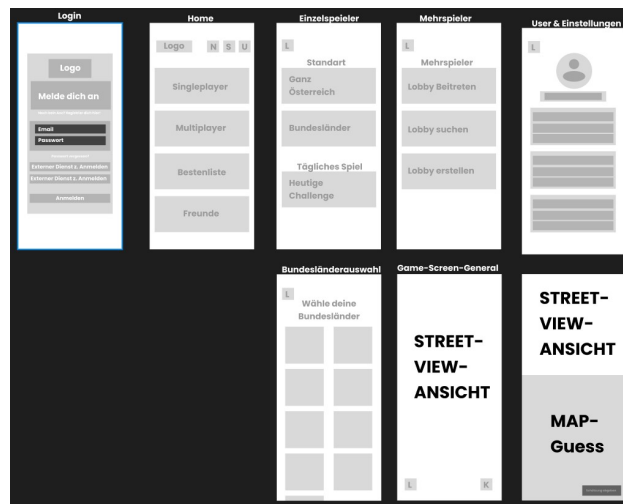 Login
Logo
Melde dich an
Email
Passwort
Externer Dienst z. Anmelden
Externer Dienst z. Anmelden
Anmelden
Home
Logo N S U
Singleplayer
Multiplayer
Bestenliste
Freunde
Einzelspeieler
L
Standart
Ganz
Österreich
Bundesländer
Tägliches Spiel
Heutige
Challenge
Mehrspieler
L
Mehrspieler
Lobby Beitreten
Lobby suchen
Lobby erstellen
User & Einstellungen
L
Bundesländerauswahl
L
Wähle deine
Bundesländer
Game-Screen-General
STREET-
VIEW-
ANSICHT
L K
STREET-
VIEW-
ANSICHT
MAP-
Guess